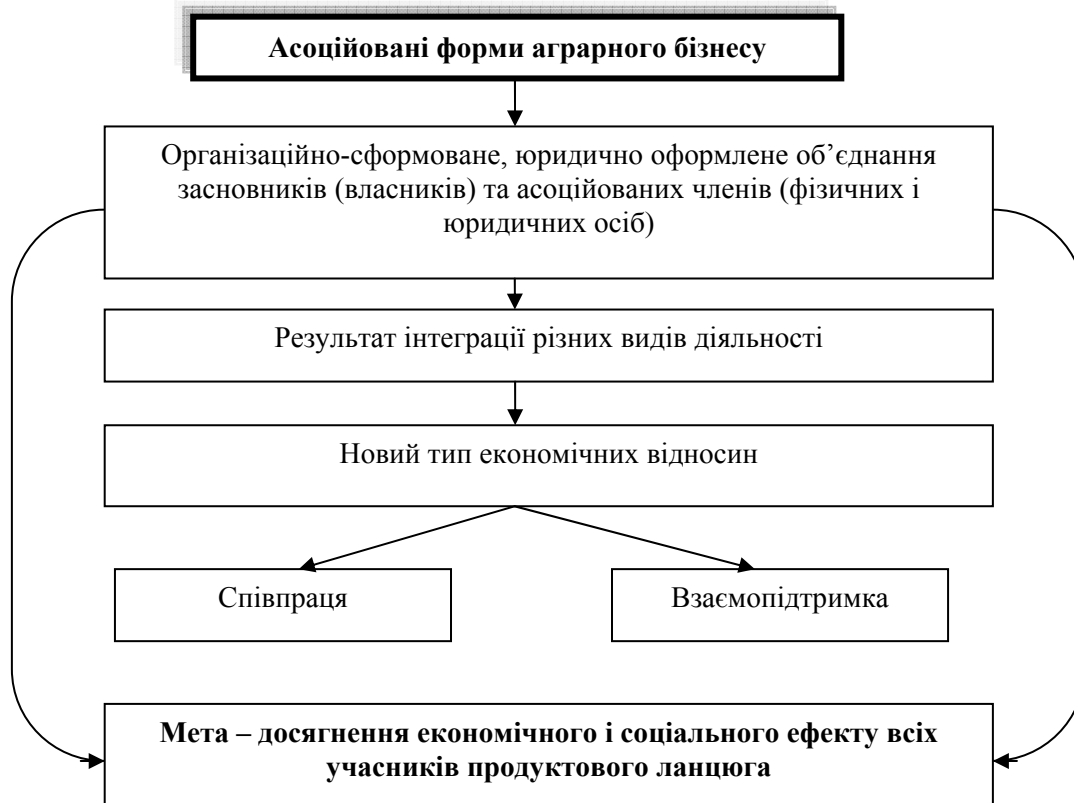 Асоційовані форми аграрного бізнесу
Організаційно-сформоване, юридично оформлене об’єднання
засновників (власників) та асоційованих членів (фізичних і
юридичних осіб)
Результат інтеграції різних видів діяльності
Новий тип економічних відносин
Співпраця
Взаємопідтримка
Мета – досягнення економічного і соціального ефекту всіх
учасників продуктового ланцюга